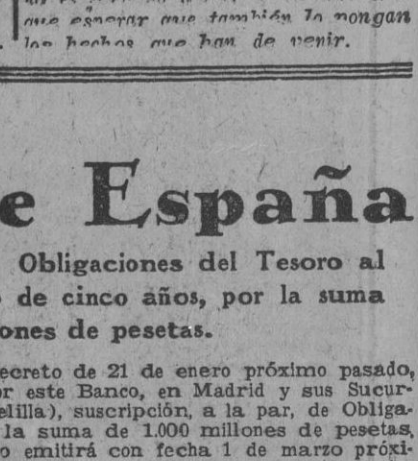 que esperar que también lo pongan
los hechos que han de venir.
e España
Obligaciones del Tesoro al
de cinco años, por la suma
ones de pesetas.
ecreto de 21 de enero próximo pasado,
or este Banco, en Madrid y sus Sucur-
elilla), suscripción, a la par, de Obliga-
la suma de 1.000 millones de pesetas,
o emitirá con fecha 1 de marzo próxi-